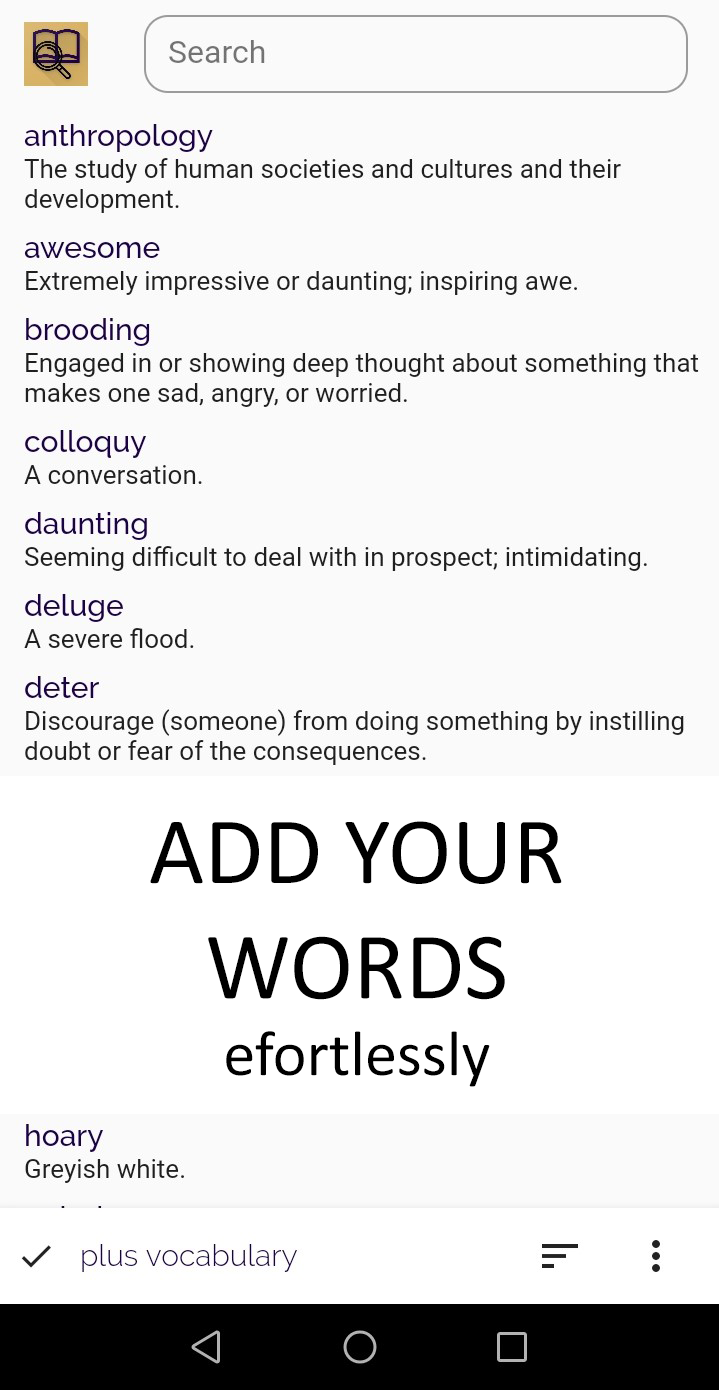 Search
anthropology
The study of human societies and cultures and their
development.
awesome
Extremely impressive or daunting; inspiring awe.
brooding
Engaged in or showing deep thought about something that
makes one sad, angry, or worried.
colloquy
A conversation.
daunting
Seeming difficult to deal with in prospect; intimidating.
deluge
A severe flood.
deter
Discourage (someone) from doing something by instilling
doubt or fear of the consequences.
ADD YOUR
WORDS
efortlessly
hoary
Greyish white.
plus vocabulary